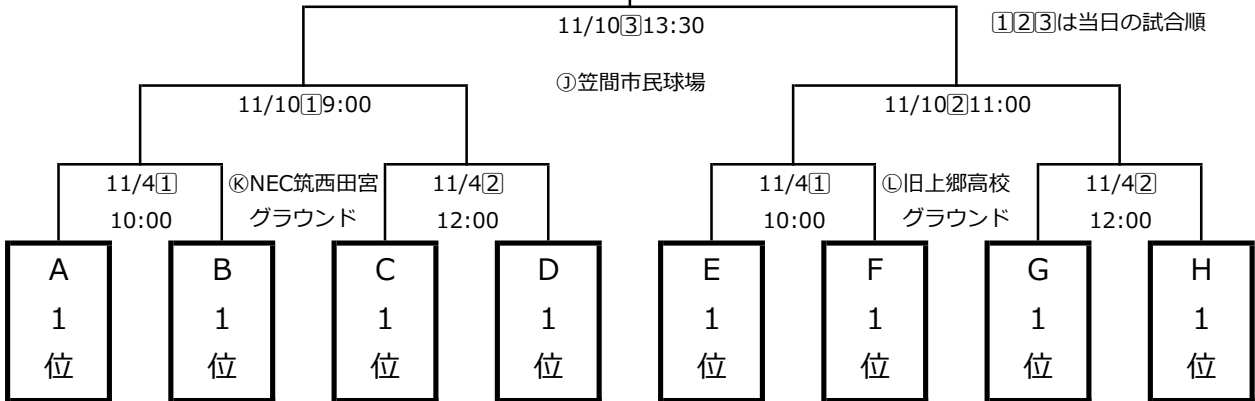 11/10③13:30
①②③は当日の試合順
Ⓙ笠間市民球場
11/10①9:00
11/10②11:00
11/4① ⓀNEC筑西田宮 11/4② 11/4① Ⓛ旧上郷高校 11/4②
10:00 グラウンド 12:00 10:00 グラウンド 12:00
A B C D E F G H
1 1 1 1 1 1 1 1
位 位 位 位 位 位 位 位